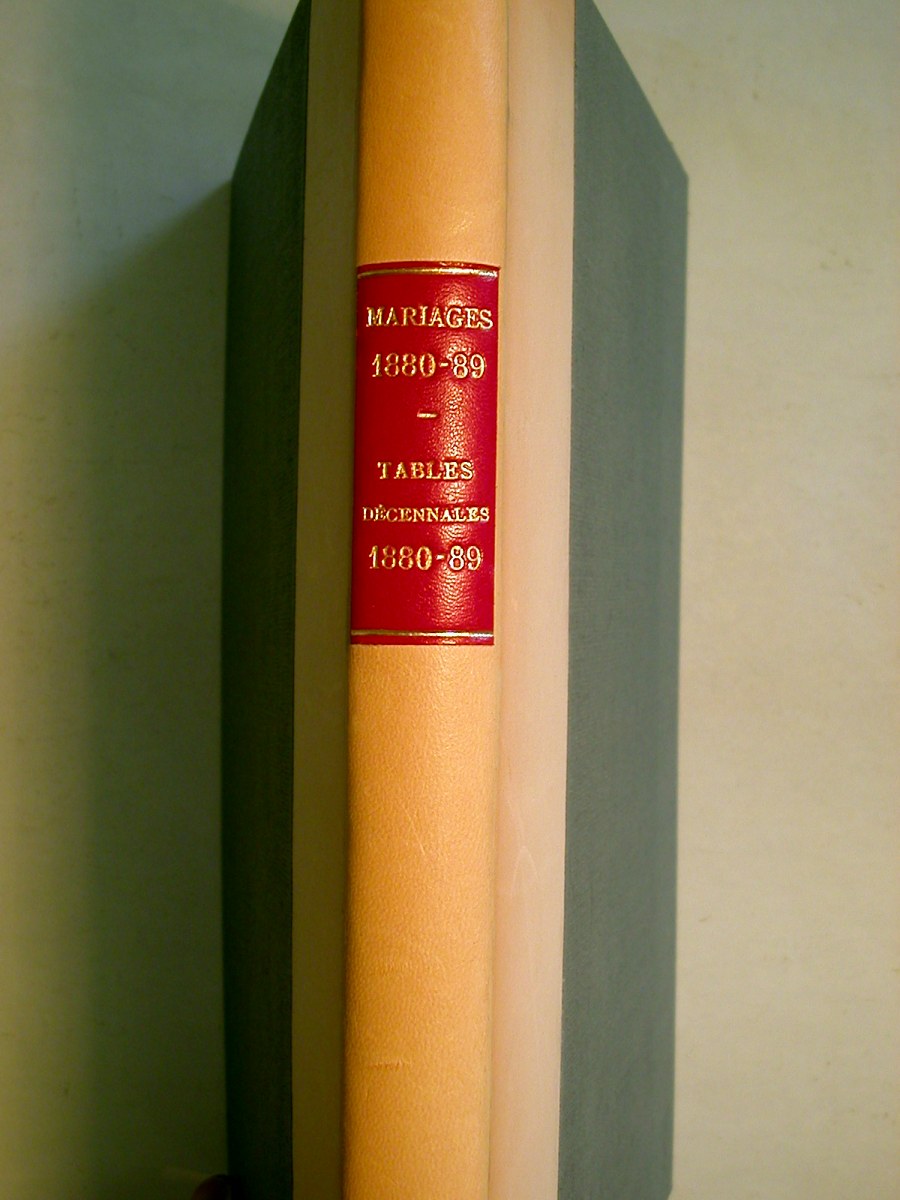 MARIAGES
1880-89
–
TABLES
DÉCENNALES
1880-89